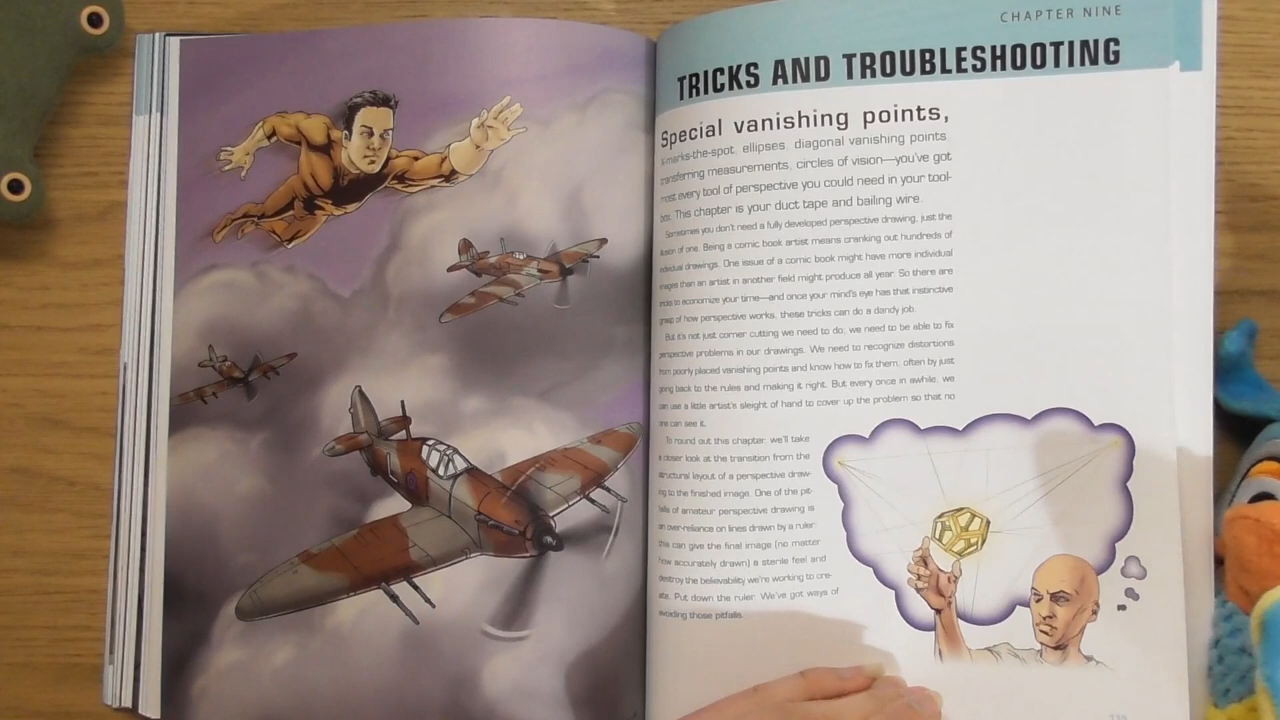 CHAPTER NINE
TRICKS AND TROUBLESHOOTING
Special vanishing points,
X-marks-the-spot, ellipses, diagonal vanishing points
transferring measurements, circles of vision—you've got
most every tool of perspective you could need in your tool-
box. This chapter is your duct tape and bailing wire.
Sometimes you don't need a fully developed perspective drawing, just the
illusion of one. Being a comic book artist means cranking out hundreds of
individual drawings. One issue of a comic book might have more individual
images than an artist in another field might produce all year. So there are
tricks to economize your time—and once your mind's eye has that instinctive
grasp of how perspective works, these tricks can do a dandy job.
But it's not just corner cutting we need to do; we need to be able to fix
perspective problems in our drawings. We need to recognize distortions
from poorly placed vanishing points and know how to fix them, often by just
going back to the rules and making it right. But every once in awhile, we
can use a little artist's sleight of hand to cover up the problem so that no
one can see it.
To round out this chapter, we'll take
a closer look at the transition from the
structural layout of a perspective draw-
ing to the finished image. One of the pit-
falls of amateur perspective drawing is
an over-reliance on lines drawn by a ruler:
this can give the final image (no matter
how accurately drawn) a sterile feel and
destroy the believability we're working to cre-
ate. Put down the ruler. We've got ways of
avoiding those pitfalls.